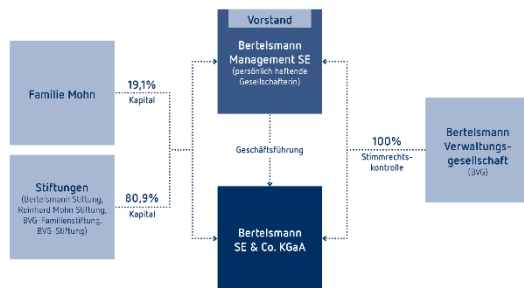 Vorstand
Bertelsmann
Management SE
(persönlich haftende
Gesellschafterin)
Familie Mohn
19,1%
Kapital
Stiftungen
(Bertelsmann Stiftung,
Reinhard Mohn Stiftung,
BVG-Familienstiftung,
BVG-Stiftung)
80,9%
Kapital
Geschäftsführung
100%
Stimmrechts-
kontrolle
Bertelsmann
Verwaltungs-
gesellschaft
(BVG)
Bertelsmann
SE & Co. KGaA